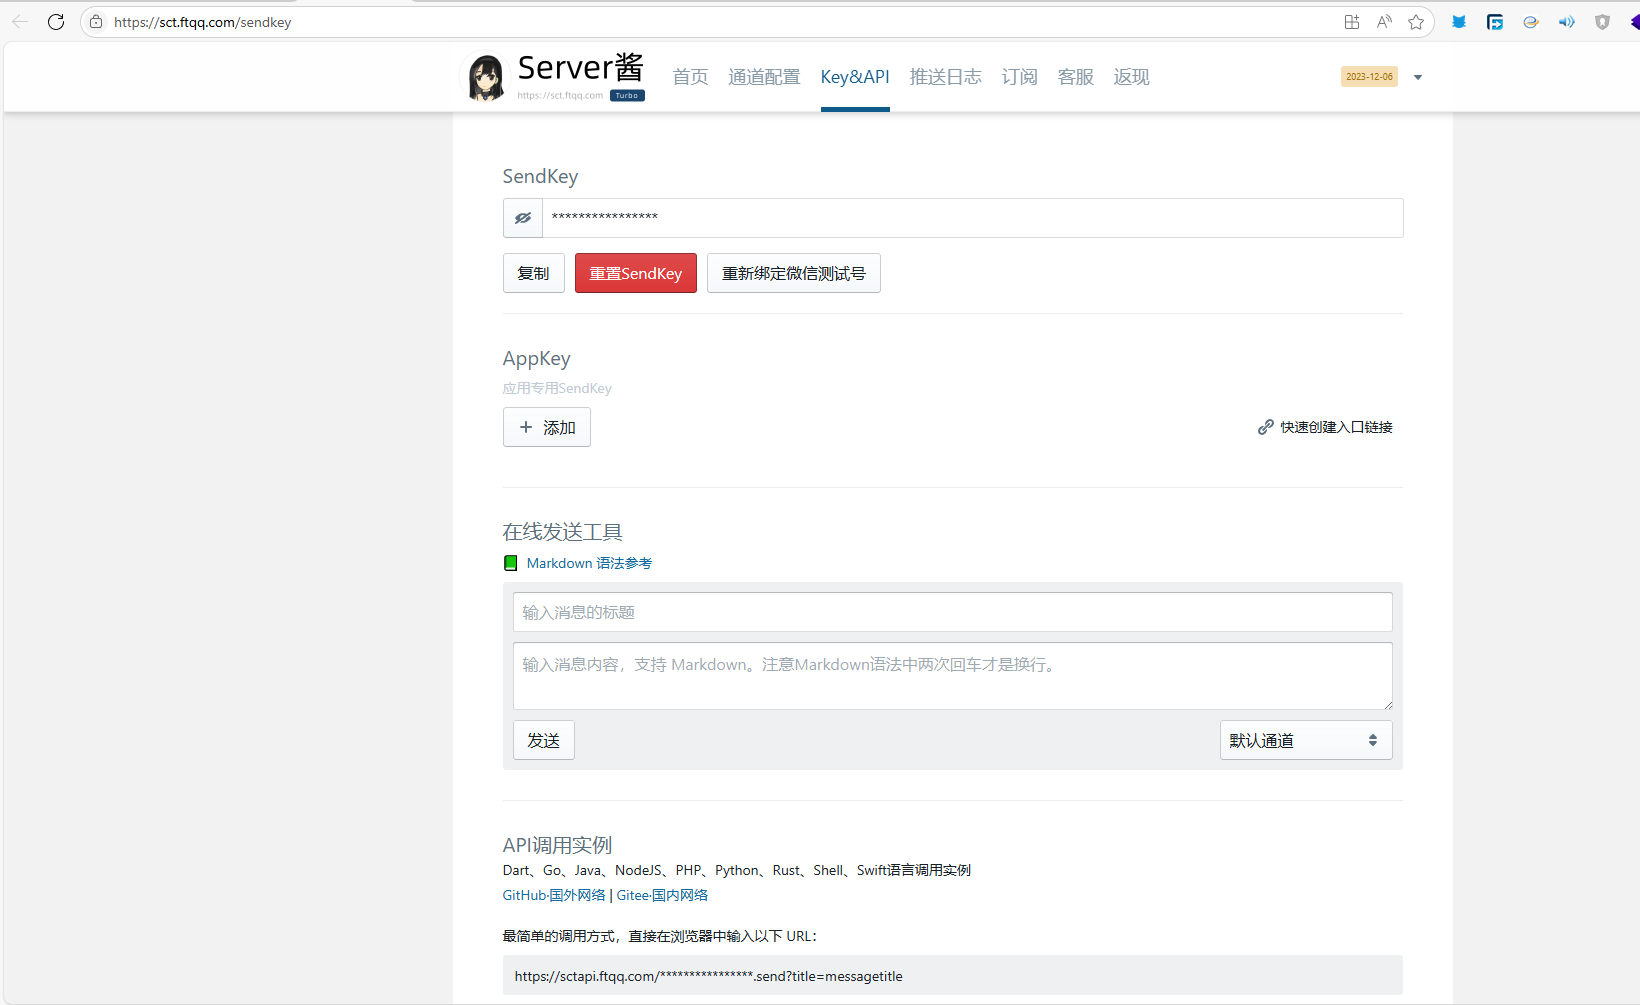 https://sct.ftqq.com/sendkey
Server酱
https://sct.ftqq.com Turbo
首页 通道配置 Key&API 推送日志 订阅 客服 返现
2023-12-06
SendKey
****************
复制 重置SendKey 重新绑定微信测试号
AppKey
应用专用SendKey
添加 快速创建入口链接
在线发送工具
Markdown 语法参考
输入消息的标题
输入消息内容，支持 Markdown。注意Markdown语法中两次回车才是换行。
发送 默认通道
API调用实例
Dart、Go、Java、NodeJS、PHP、Python、Rust、Shell、Swift语言调用实例
GitHub·国外网络 | Gitee·国内网络
最简单的调用方式，直接在浏览器中输入以下 URL：
https://sctapi.ftqq.com/****************.send?title=messagetitle